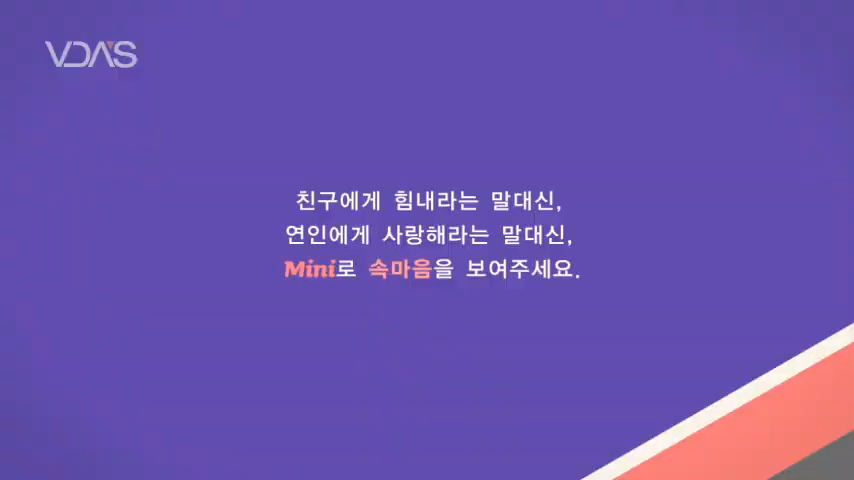 VDAS
친구에게 힘내라는 말대신,
연인에게 사랑해라는 말대신,
Mini로 속마음을 보여주세요.